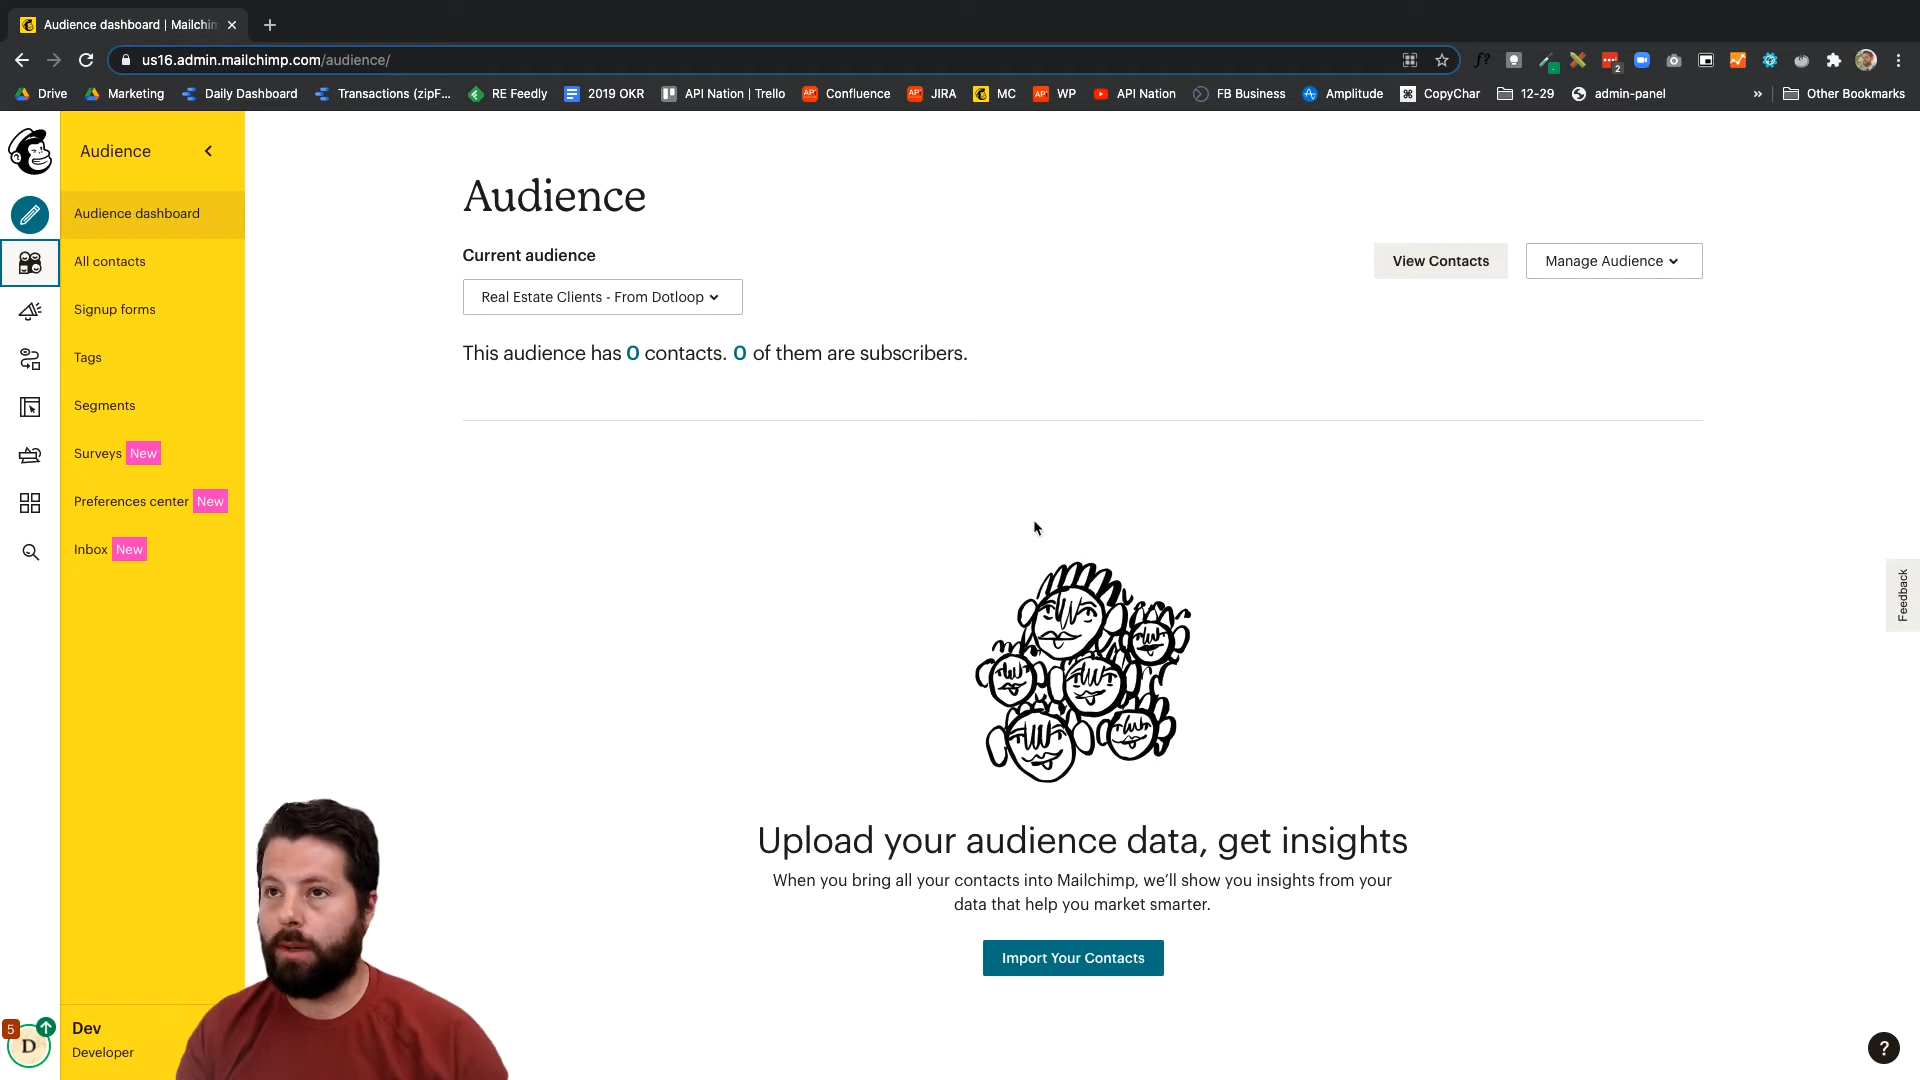 Audience dashboard | Mailchim
us16.admin.mailchimp.com/audience/
f?
2
Drive
Marketing
Daily Dashboard
Transactions (zipF...
RE Feedly
2019 OKR
API Nation | Trello
Confluence
JIRA
MC
WP
API Nation
FB Business
Amplitude
CopyChar
12-29
admin-panel
»
Other Bookmarks
Audience
Audience dashboard
All contacts
Signup forms
Tags
Segments
Surveys New
Preferences center New
Inbox New
5
D
Dev
Developer
Audience
Current audience
Real Estate Clients - From Dotloop
View Contacts
Manage Audience
This audience has 0 contacts. 0 of them are subscribers.
Upload your audience data, get insights
When you bring all your contacts into Mailchimp, we'll show you insights from your
data that help you market smarter.
Import Your Contacts
Feedback
?